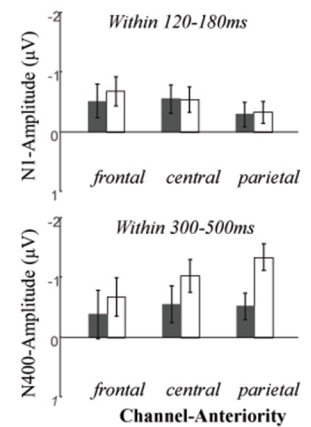 Within 120-180ms
-2
-1
0
1
N1-Amplitude (µV)
frontal central parietal
Within 300-500ms
-2
-1
0
1
N400-Amplitude (µV)
frontal central parietal
Channel-Anteriority